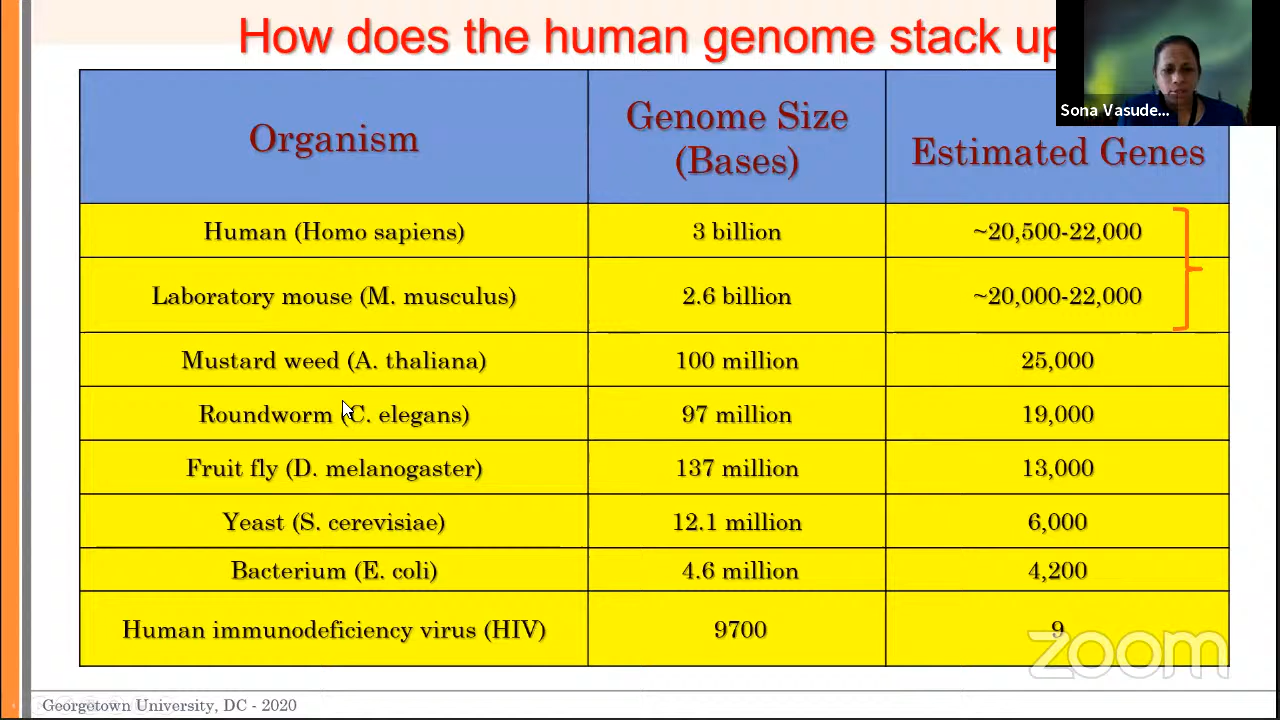 How does the human genome stack up
Sona Vasude...
Organism
Genome Size
(Bases)
Estimated Genes
Human (Homo sapiens)
3 billion
~20,500-22,000
Laboratory mouse (M. musculus)
2.6 billion
~20,000-22,000
Mustard weed (A. thaliana)
100 million
25,000
Roundworm (C. elegans)
97 million
19,000
Fruit fly (D. melanogaster)
137 million
13,000
Yeast (S. cerevisiae)
12.1 million
6,000
Bacterium (E. coli)
4.6 million
4,200
Human immunodeficiency virus (HIV)
9700
9
zoom
Georgetown University, DC - 2020